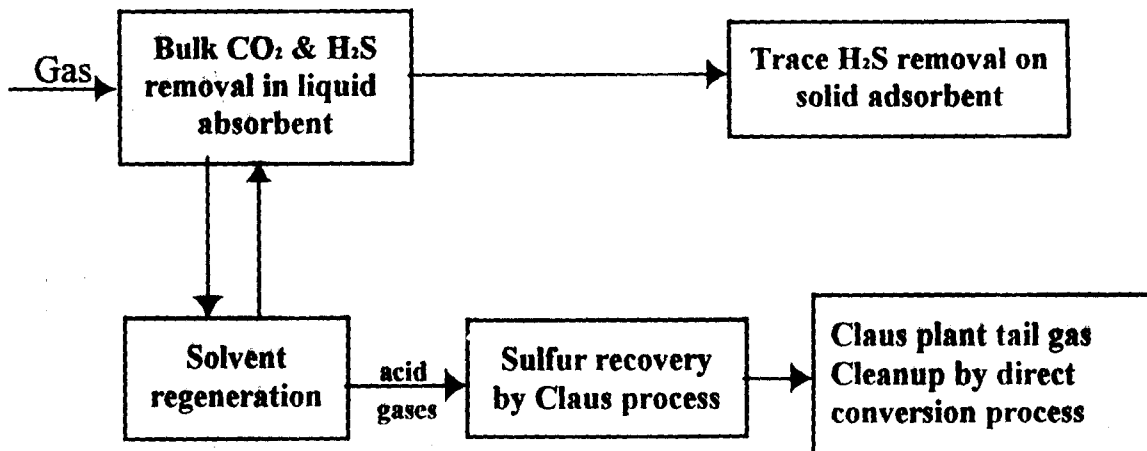 Gas
Bulk CO₂ & H₂S
removal in liquid
absorbent
Trace H₂S removal on
solid adsorbent
Solvent
regeneration
acid
gases
Sulfur recovery
by Claus process
Claus plant tail gas
Cleanup by direct
conversion process